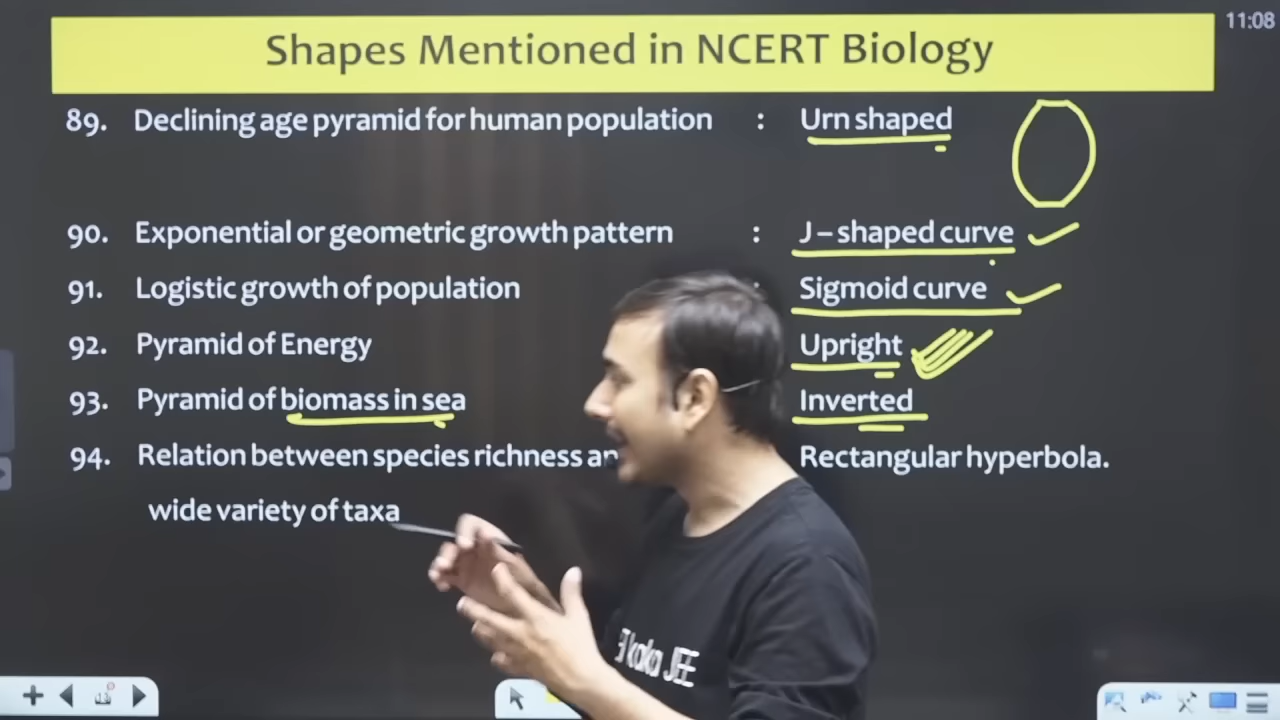 11:08
Shapes Mentioned in NCERT Biology
89. Declining age pyramid for human population : Urn shaped
90. Exponential or geometric growth pattern : J – shaped curve
91. Logistic growth of population : Sigmoid curve
92. Pyramid of Energy Upright
93. Pyramid of biomass in sea Inverted
94. Relation between species richness an Rectangular hyperbola.
wide variety of taxa
JEE